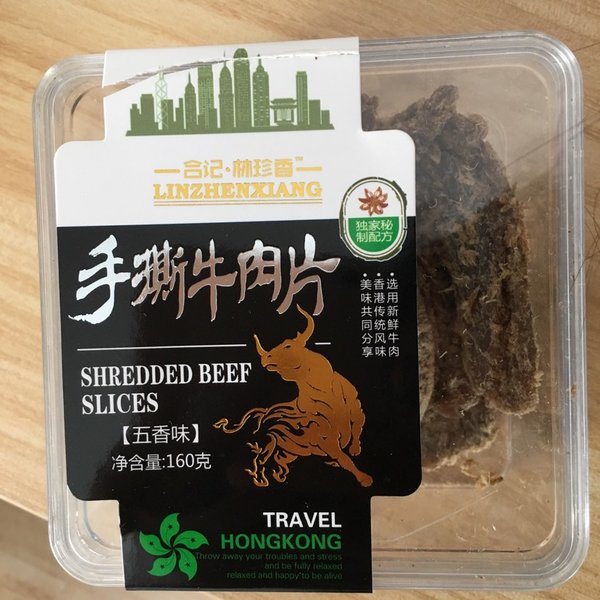 合记·林珍香™
LINZHENXIANG
独家秘
制配方
手撕牛肉片
选用新鲜牛肉
香港传统风味
美味共同分享
SHREDDED BEEF
SLICES
【五香味】
净含量:160克
TRAVEL
HONGKONG
Throw away your troubles and stress
and be fully relaxed
relaxed and happy to be alive